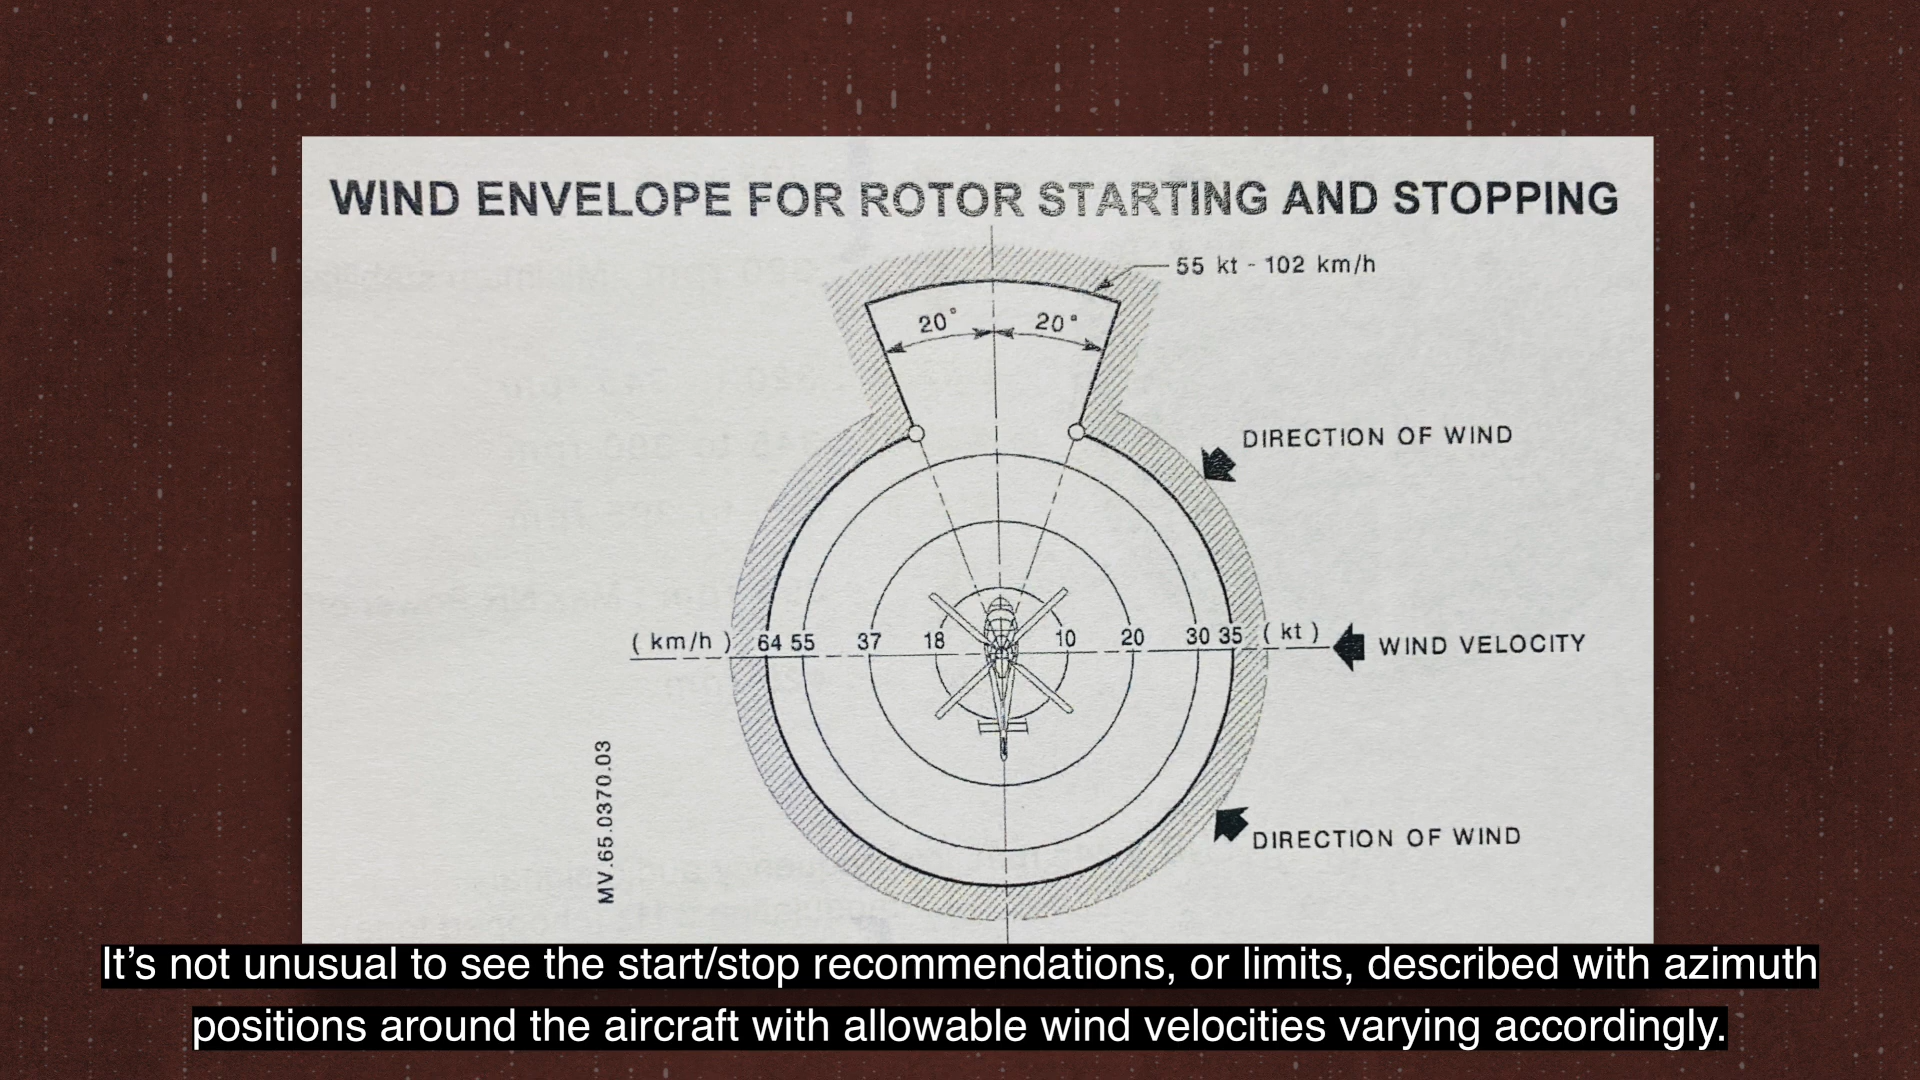 WIND ENVELOPE FOR ROTOR STARTING AND STOPPING
55 kt - 102 km/h
20° 20°
DIRECTION OF WIND
( km/h ) 64 55 37 18 10 20 30 35 ( kt ) WIND VELOCITY
MV.65.0370.03
DIRECTION OF WIND
It’s not unusual to see the start/stop recommendations, or limits, described with azimuth
positions around the aircraft with allowable wind velocities varying accordingly.